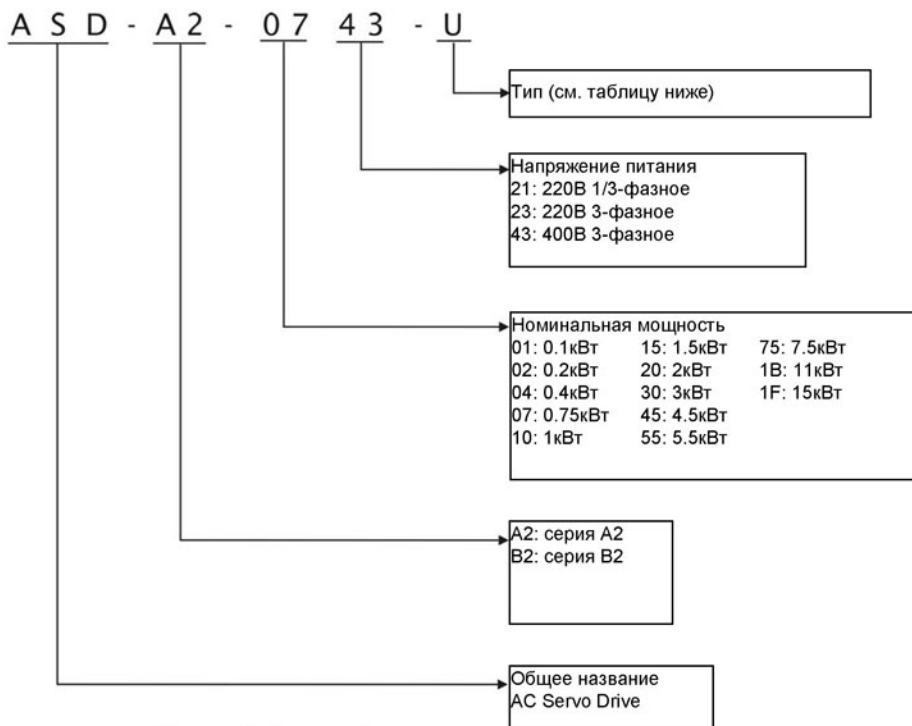 A S D - A 2 - 0 7 4 3 - U
Тип (см. таблицу ниже)
Напряжение питания
21: 220В 1/3-фазное
23: 220В 3-фазное
43: 400В 3-фазное
Номинальная мощность
01: 0.1кВт 15: 1.5кВт 75: 7.5кВт
02: 0.2кВт 20: 2кВт 1B: 11кВт
04: 0.4кВт 30: 3кВт 1F: 15кВт
07: 0.75кВт 45: 4.5кВт
10: 1кВт 55: 5.5кВт
A2: серия A2
B2: серия B2
Общее название
AC Servo Drive